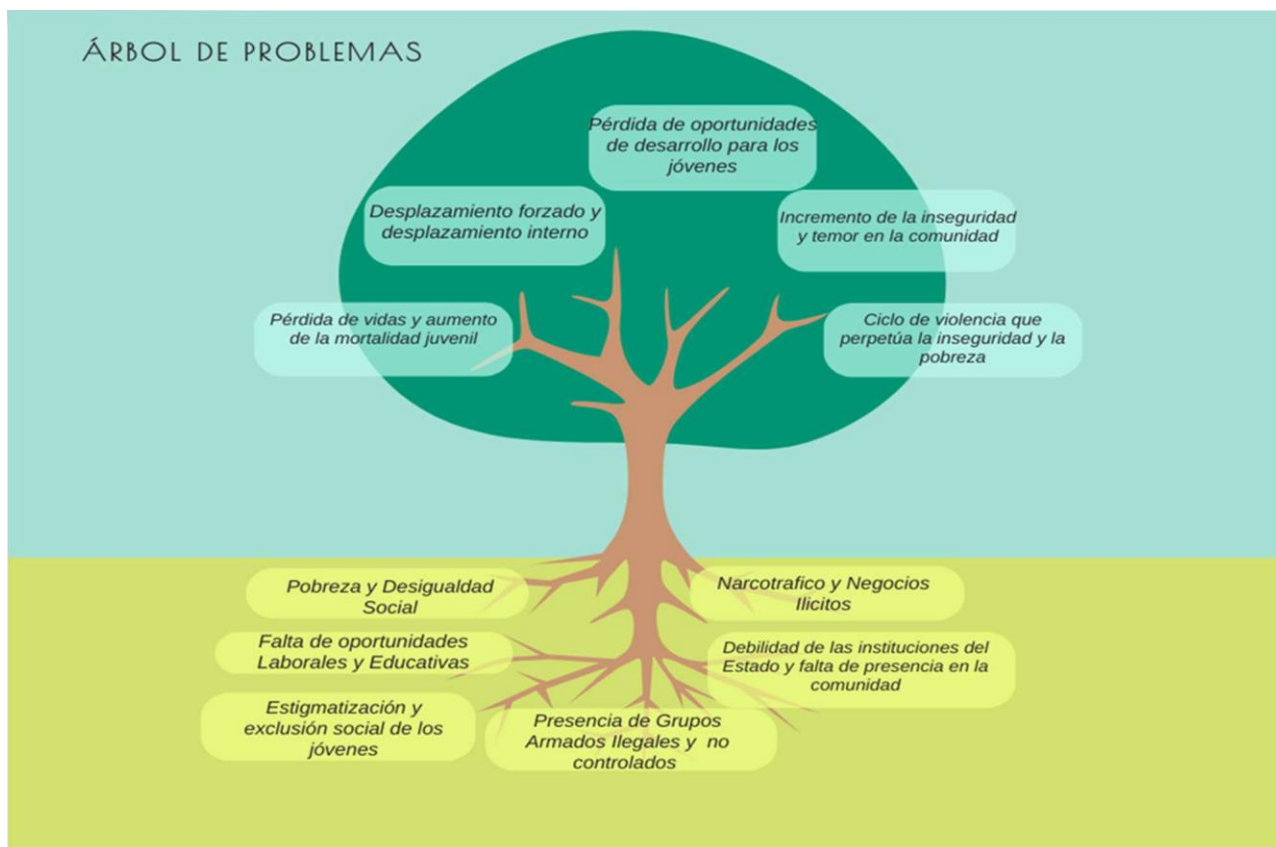 ÁRBOL DE PROBLEMAS
Pérdida de oportunidades
de desarrollo para los
jóvenes
Desplazamiento forzado y
desplazamiento interno
Incremento de la inseguridad
y temor en la comunidad
Pérdida de vidas y aumento
de la mortalidad juvenil
Ciclo de violencia que
perpetúa la inseguridad y la
pobreza
Pobreza y Desigualdad
Social
Narcotrafico y Negocios
Ilicitos
Falta de oportunidades
Laborales y Educativas
Debilidad de las instituciones del
Estado y falta de presencia en la
comunidad
Estigmatización y
exclusión social de los
jóvenes
Presencia de Grupos
Armados Ilegales y no
controlados